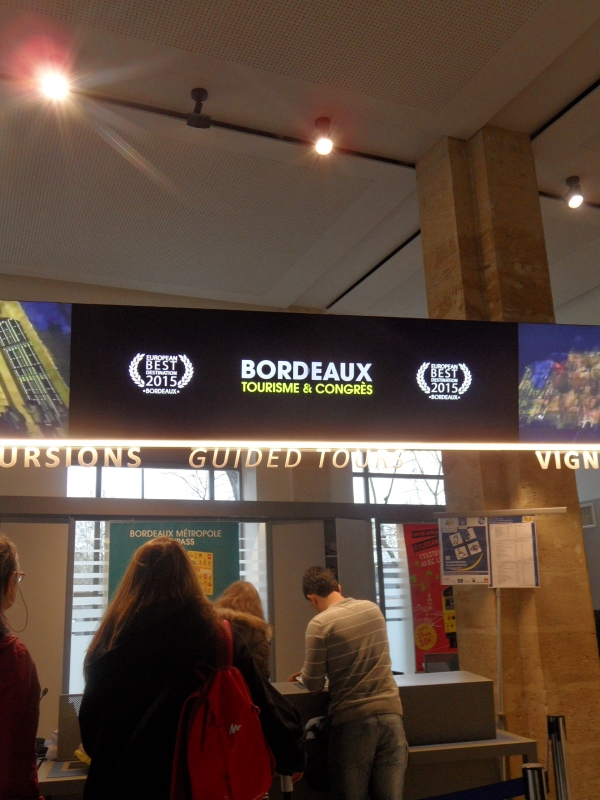 EUROPEAN
BEST
DESTINATION
2015
•BORDEAUX•
BORDEAUX
TOURISME & CONGRÈS
EUROPEAN
BEST
DESTINATION
2015
•BORDEAUX•
URSIONS
GUIDED TOURS
VIGN
BORDEAUX MÉTROPOLE
PASS